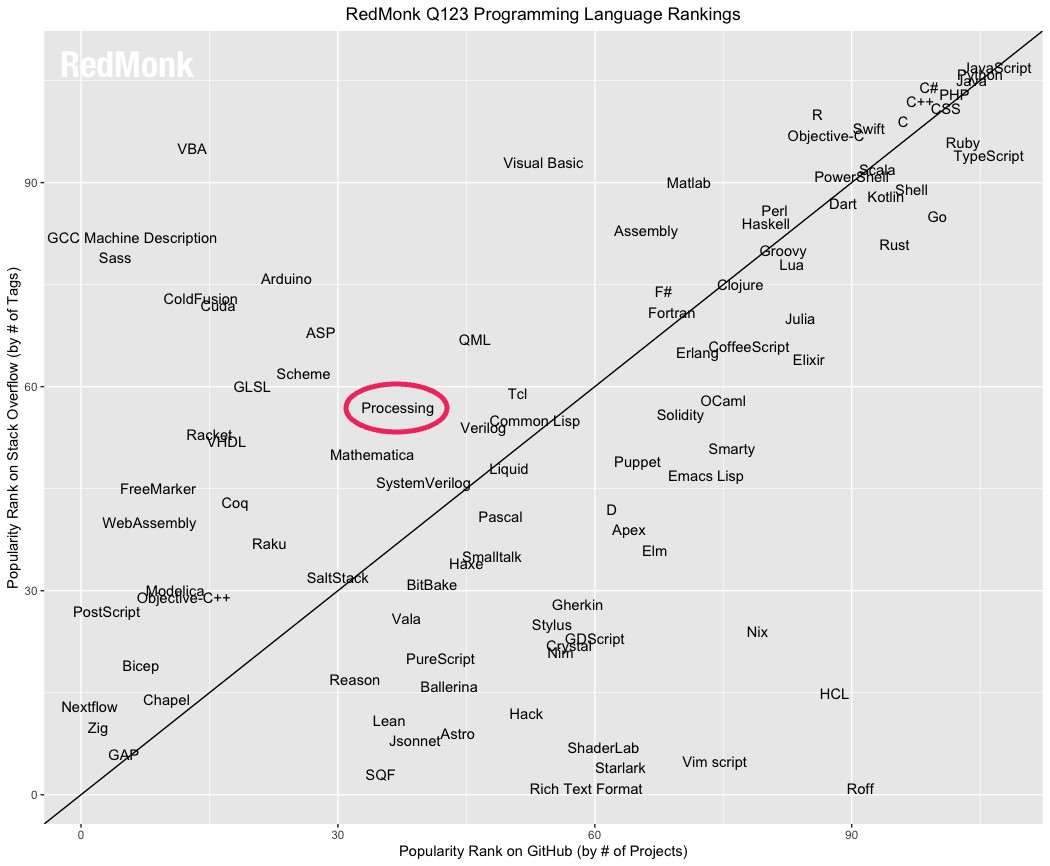 RedMonk Q123 Programming Language Rankings
RedMonk
JavaScript
Python
Java
C#
PHP
C++
CSS
R
C
Swift
Objective-C
Ruby
VBA
TypeScript
Visual Basic
Scala
PowerShell
Matlab
Shell
Kotlin
Dart
Perl
Go
Haskell
Assembly
GCC Machine Description
Rust
Groovy
Sass
Lua
Arduino
Clojure
F#
ColdFusion
Cuda
Fortran
Julia
ASP
QML
CoffeeScript
Erlang
Elixir
Scheme
GLSL
Tcl
OCaml
Processing
Solidity
Common Lisp
Verilog
Racket
VHDL
Smarty
Mathematica
Puppet
Liquid
Emacs Lisp
SystemVerilog
FreeMarker
Coq
D
Pascal
WebAssembly
Apex
Raku
Elm
Smalltalk
Haxe
SaltStack
BitBake
Modelica
Objective-C++
Gherkin
PostScript
Vala
Stylus
Nix
GDScript
Crystal
Nim
PureScript
Bicep
Reason
Ballerina
HCL
Chapel
Nextflow
Hack
Lean
Zig
Astro
Jsonnet
ShaderLab
GAP
Vim script
Starlark
SQF
Rich Text Format
Roff
90
60
30
0
0
30
60
90
Popularity Rank on Stack Overflow (by # of Tags)
Popularity Rank on GitHub (by # of Projects)